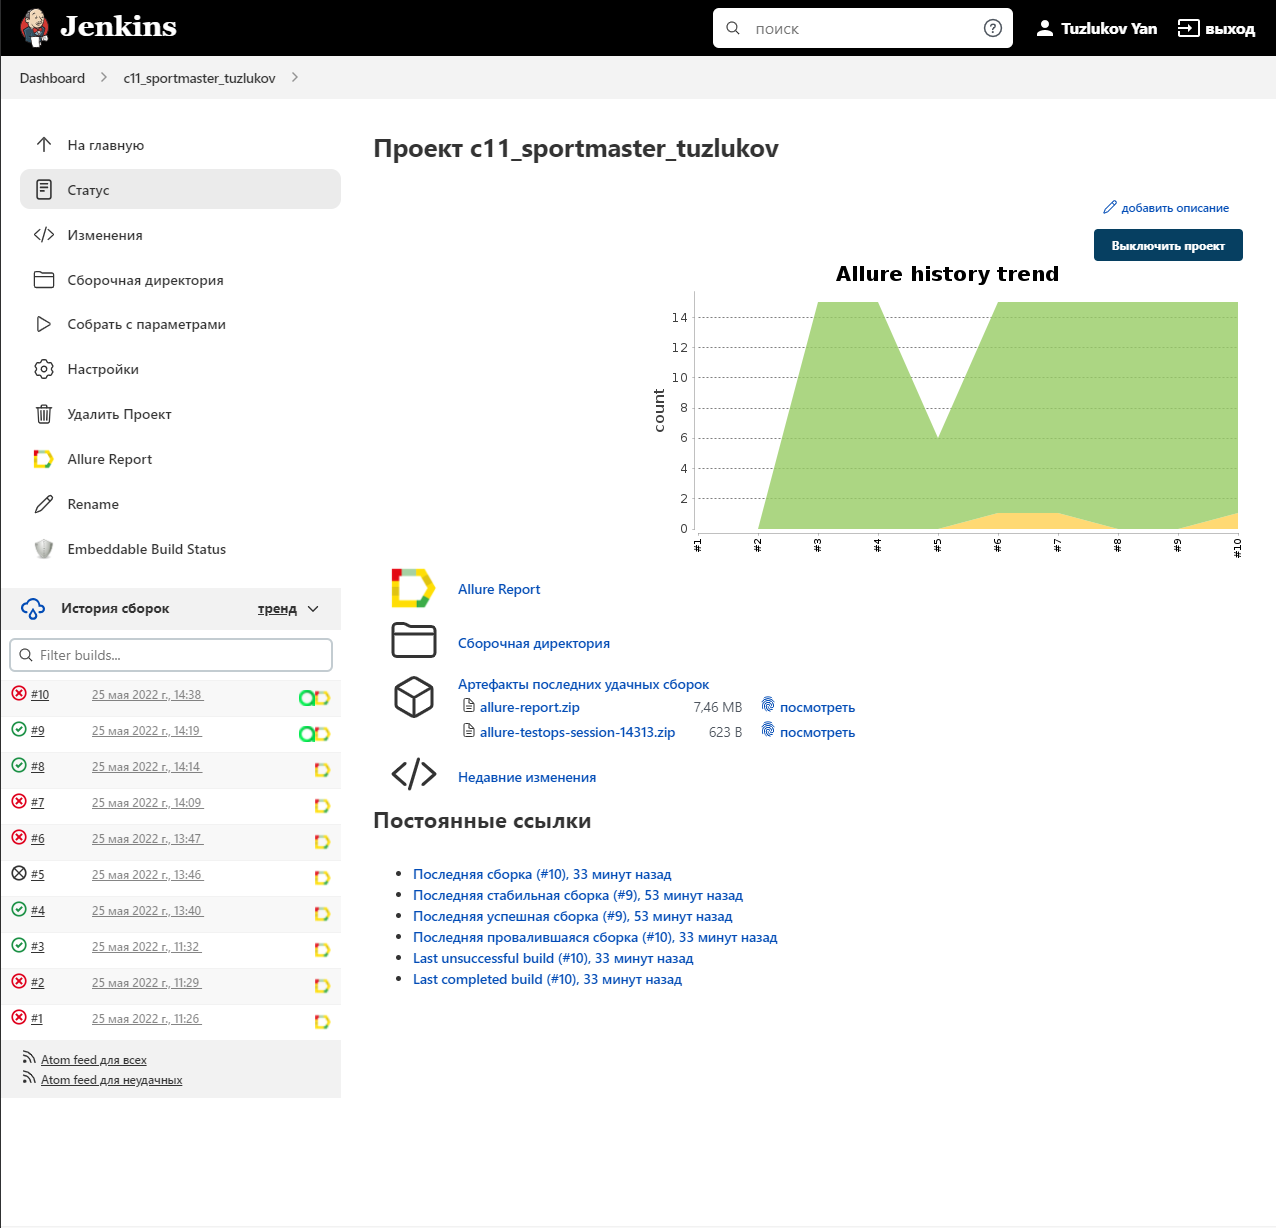 Jenkins
поиск
Tuzlukov Yan
выход
Dashboard
c11_sportmaster_tuzlukov
На главную
Статус
Изменения
Сборочная директория
Собрать с параметрами
Настройки
Удалить Проект
Allure Report
Rename
Embeddable Build Status
История сборок
тренд
Filter builds...
#10 25 мая 2022 г., 14:38
#9 25 мая 2022 г., 14:19
#8 25 мая 2022 г., 14:14
#7 25 мая 2022 г., 14:09
#6 25 мая 2022 г., 13:47
#5 25 мая 2022 г., 13:46
#4 25 мая 2022 г., 13:40
#3 25 мая 2022 г., 11:32
#2 25 мая 2022 г., 11:29
#1 25 мая 2022 г., 11:26
Atom feed для всех
Atom feed для неудачных
Проект c11_sportmaster_tuzlukov
добавить описание
Выключить проект
Allure history trend
count
14
12
10
8
6
4
2
0
#1 #2 #3 #4 #5 #6 #7 #8 #9 #10
Allure Report
Сборочная директория
Артефакты последних удачных сборок
allure-report.zip 7,46 MB посмотреть
allure-testops-session-14313.zip 623 B посмотреть
Недавние изменения
Постоянные ссылки
Последняя сборка (#10), 33 минут назад
Последняя стабильная сборка (#9), 53 минут назад
Последняя успешная сборка (#9), 53 минут назад
Последняя провалившаяся сборка (#10), 33 минут назад
Last unsuccessful build (#10), 33 минут назад
Last completed build (#10), 33 минут назад